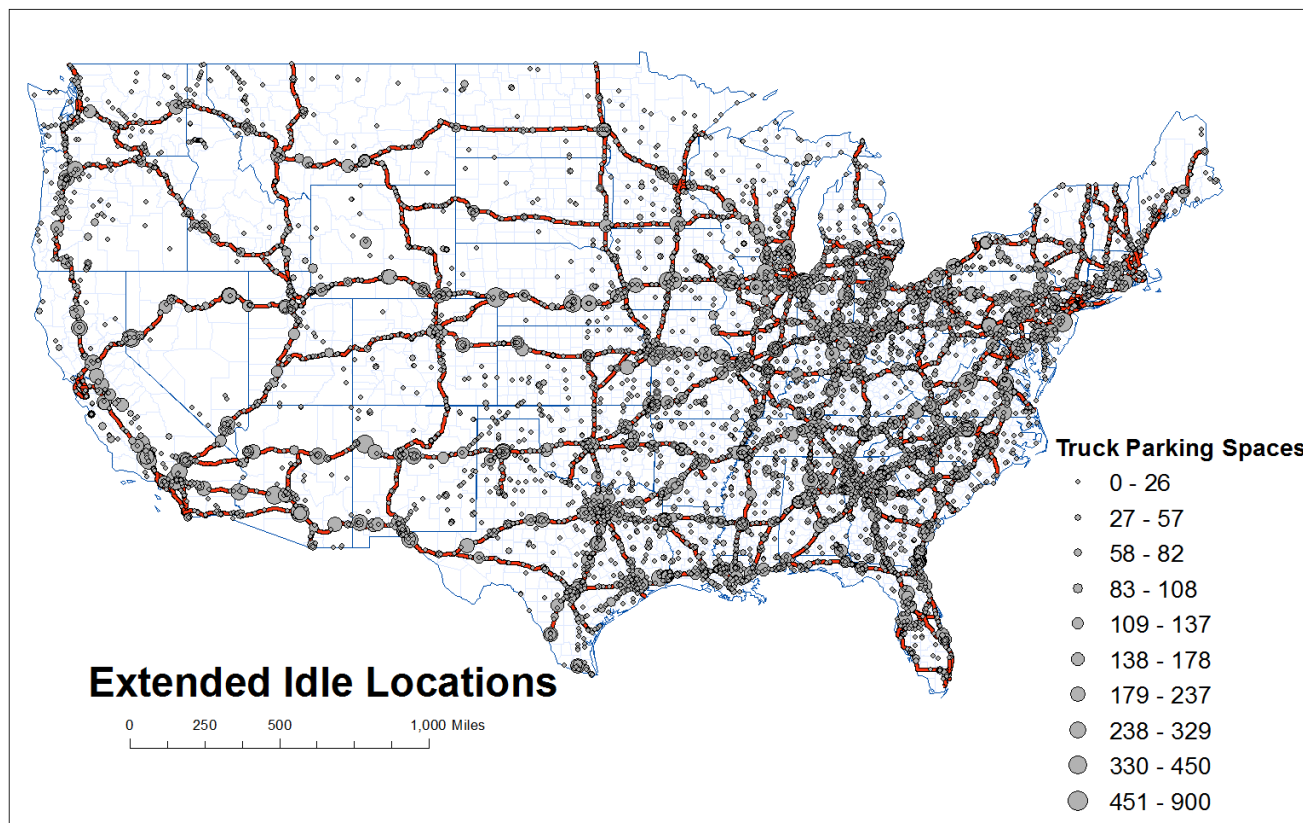 Truck Parking Spaces
0 - 26
27 - 57
58 - 82
83 - 108
109 - 137
138 - 178
179 - 237
238 - 329
330 - 450
451 - 900
Extended Idle Locations
0 250 500 1,000 Miles